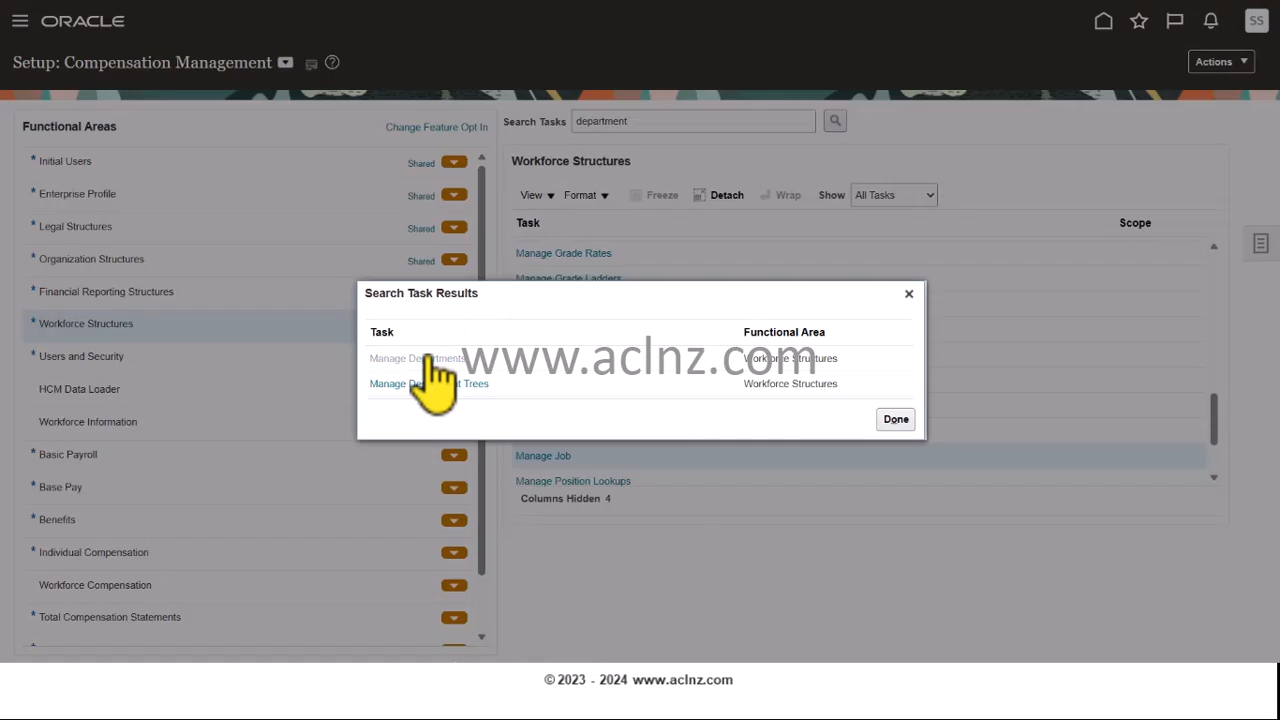 ORACLE
SS
Setup: Compensation Management
Actions
Functional Areas
Change Feature Opt In
Search Tasks department
* Initial Users Shared
* Enterprise Profile Shared
* Legal Structures Shared
* Organization Structures Shared
* Financial Reporting Structures
* Workforce Structures
* Users and Security
HCM Data Loader
Workforce Information
* Basic Payroll
* Base Pay
* Benefits
* Individual Compensation
Workforce Compensation
* Total Compensation Statements
Workforce Structures
View Format Freeze Detach Wrap Show All Tasks
Task Scope
Manage Grade Rates
Manage Grade Ladders
Search Task Results
Task Functional Area
Manage Departments Workforce Structures
Manage Department Trees Workforce Structures
www.aclnz.com
Done
Manage Job
Manage Position Lookups
Columns Hidden 4
© 2023 - 2024 www.aclnz.com